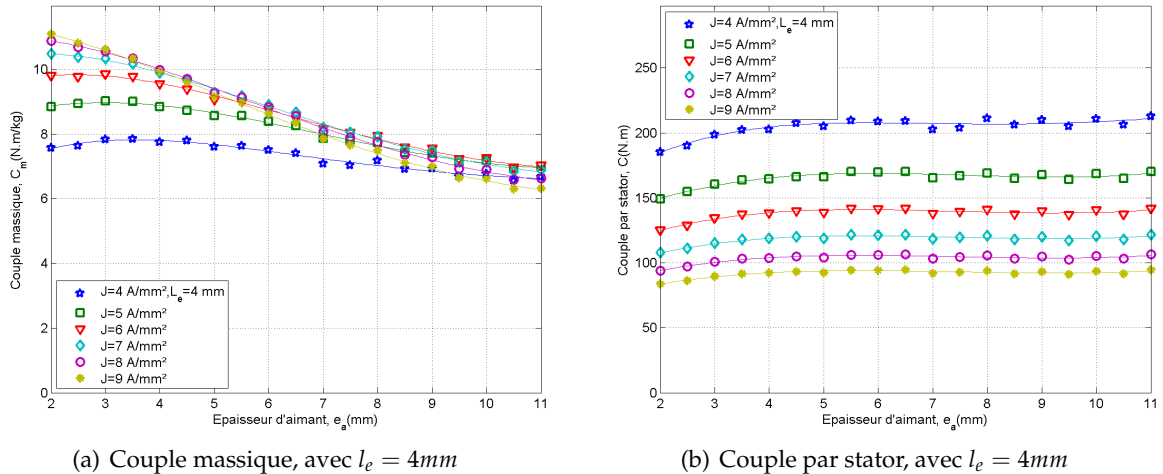 Couple massique, C_m(N.m/kg)
10
8
6
4
2
0
J=4 A/mm²,L_e=4 mm
J=5 A/mm²
J=6 A/mm²
J=7 A/mm²
J=8 A/mm²
J=9 A/mm²
2 3 4 5 6 7 8 9 10 11
Epaisseur d'aimant, e_a(mm)
(a) Couple massique, avec l_e = 4mm
Couple par stator, C(N.m)
250
200
150
100
50
0
J=4 A/mm²,L_e=4 mm
J=5 A/mm²
J=6 A/mm²
J=7 A/mm²
J=8 A/mm²
J=9 A/mm²
2 3 4 5 6 7 8 9 10 11
Epaisseur d'aimant, e_a(mm)
(b) Couple par stator, avec l_e = 4mm